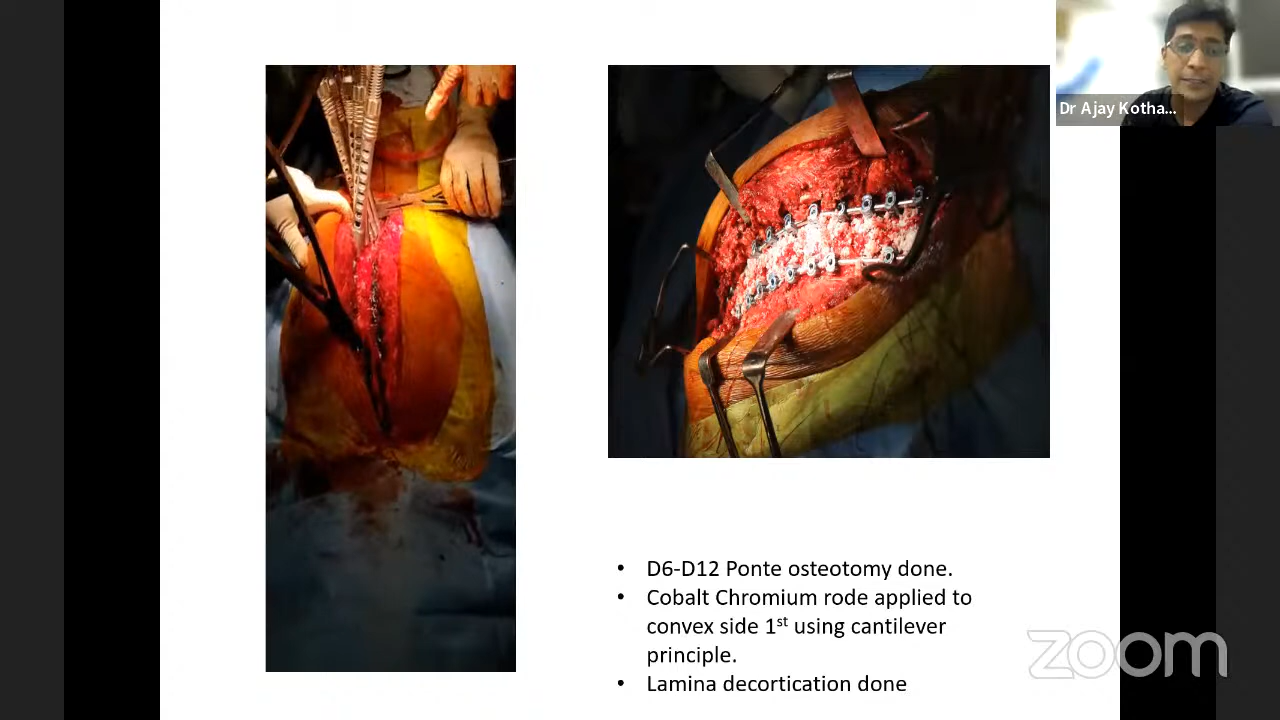 Dr Ajay Kotha...
• D6-D12 Ponte osteotomy done.
• Cobalt Chromium rode applied to
convex side 1st using cantilever
principle.
• Lamina decortication done
zoom